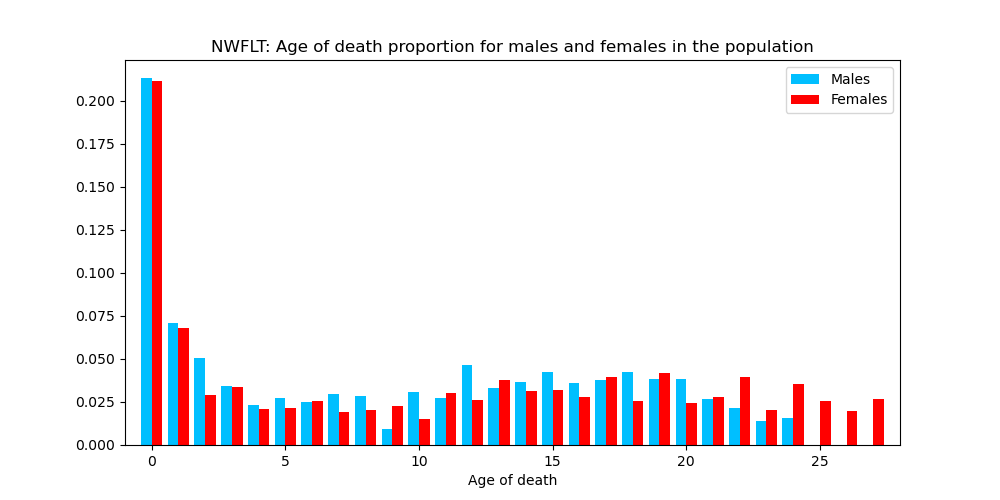 NWFLT: Age of death proportion for males and females in the population
Males
Females
0.200
0.175
0.150
0.125
0.100
0.075
0.050
0.025
0.000
0 5 10 15 20 25
Age of death